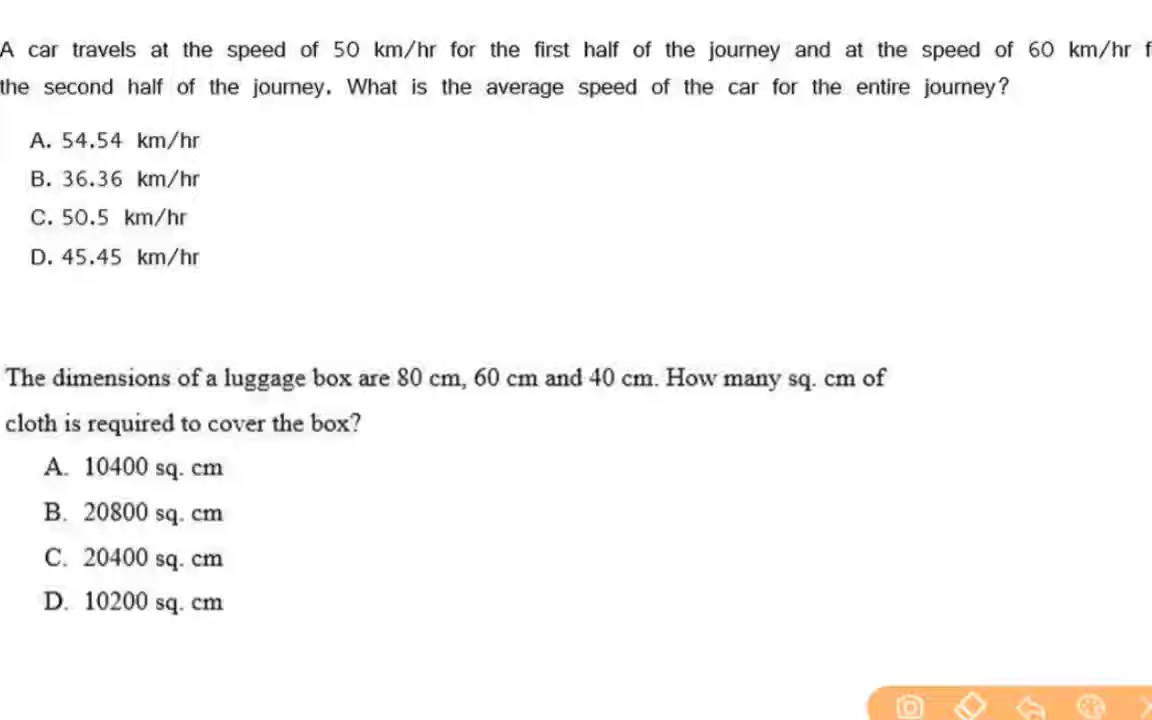 A car travels at the speed of 50 km/hr for the first half of the journey and at the speed of 60 km/hr
the second half of the journey. What is the average speed of the car for the entire journey?
A. 54.54 km/hr
B. 36.36 km/hr
C. 50.5 km/hr
D. 45.45 km/hr
The dimensions of a luggage box are 80 cm, 60 cm and 40 cm. How many sq. cm of
cloth is required to cover the box?
A. 10400 sq. cm
B. 20800 sq. cm
C. 20400 sq. cm
D. 10200 sq. cm